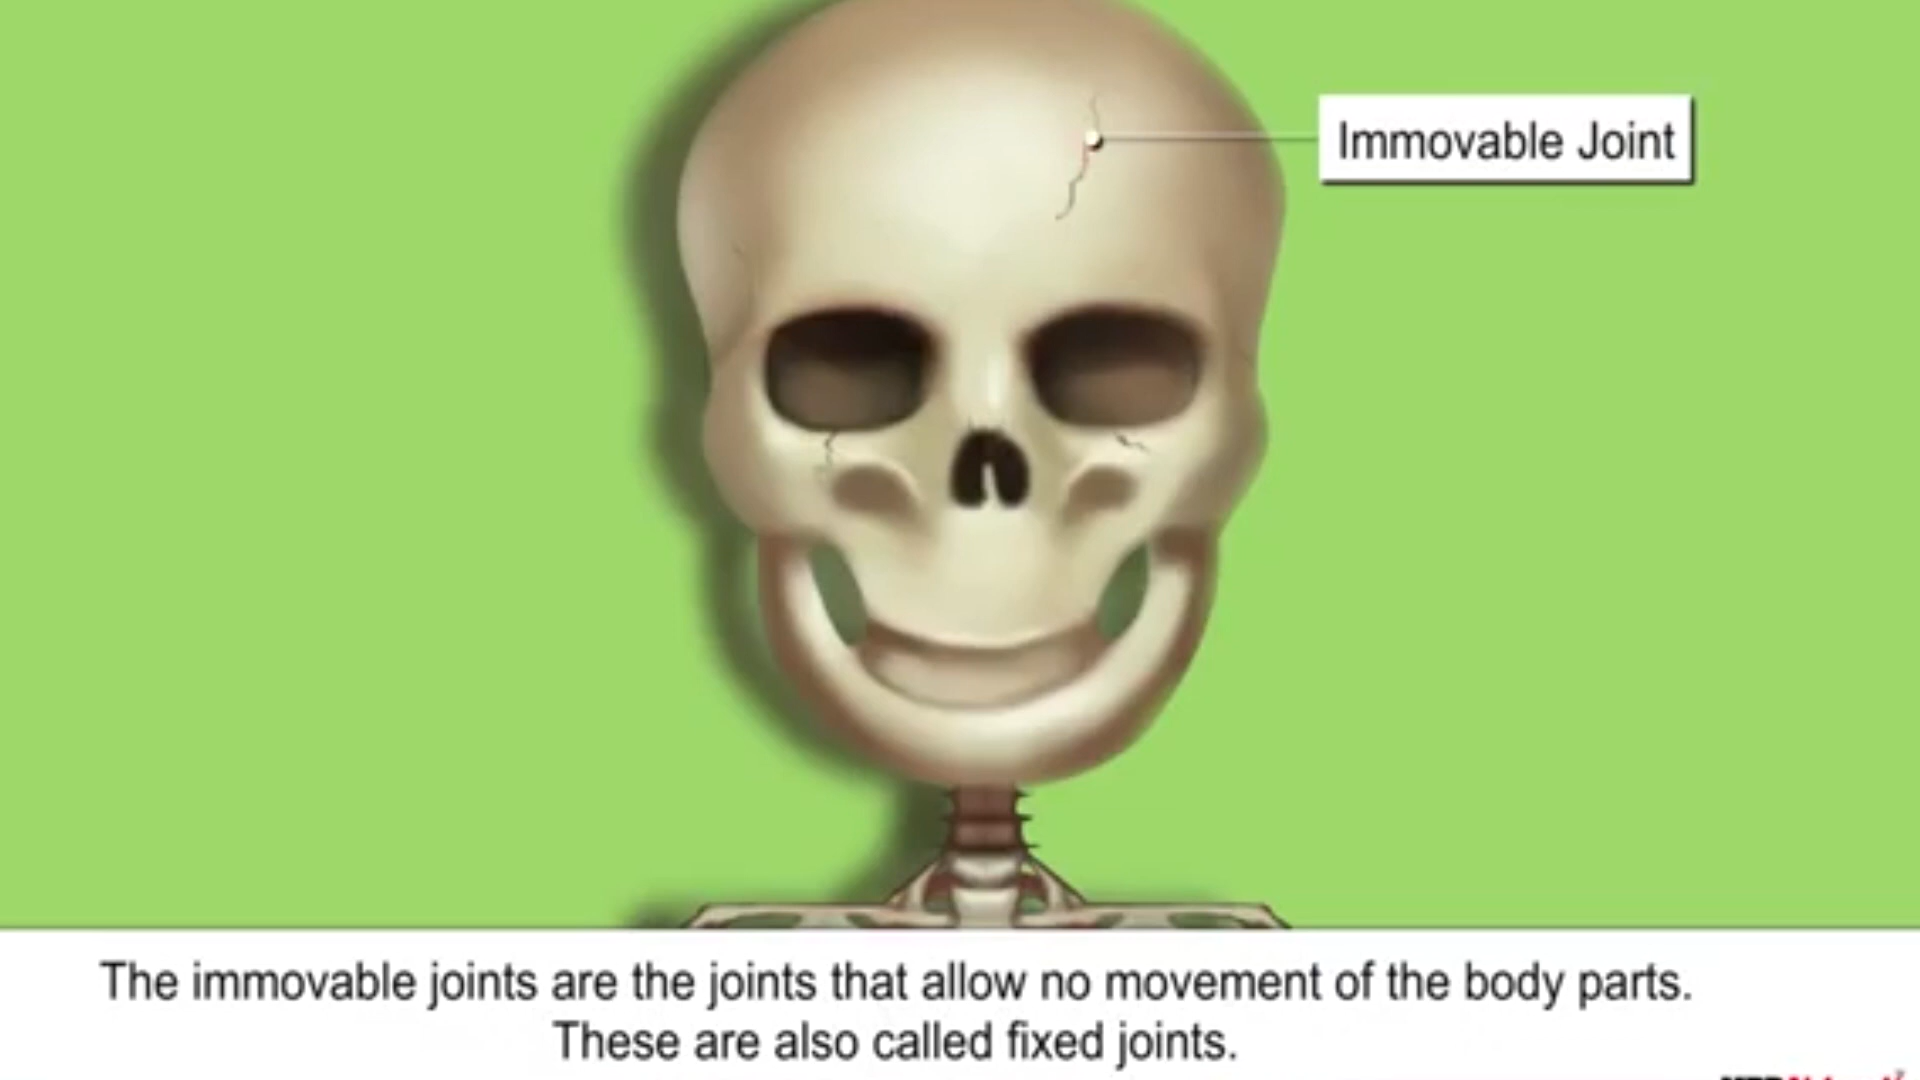 Immovable Joint
The immovable joints are the joints that allow no movement of the body parts.
These are also called fixed joints.